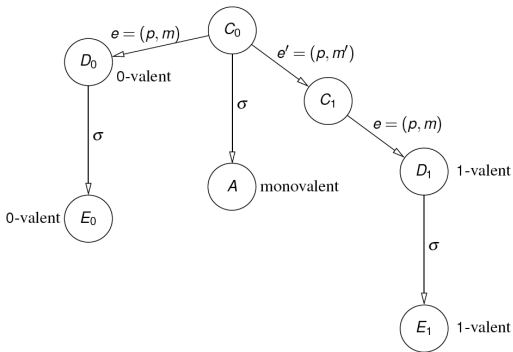 e = (p, m)
C₀
D₀
e′ = (p, m′)
0-valent
C₁
σ
σ
e = (p, m)
D₁
1-valent
A
monovalent
0-valent
E₀
σ
E₁
1-valent